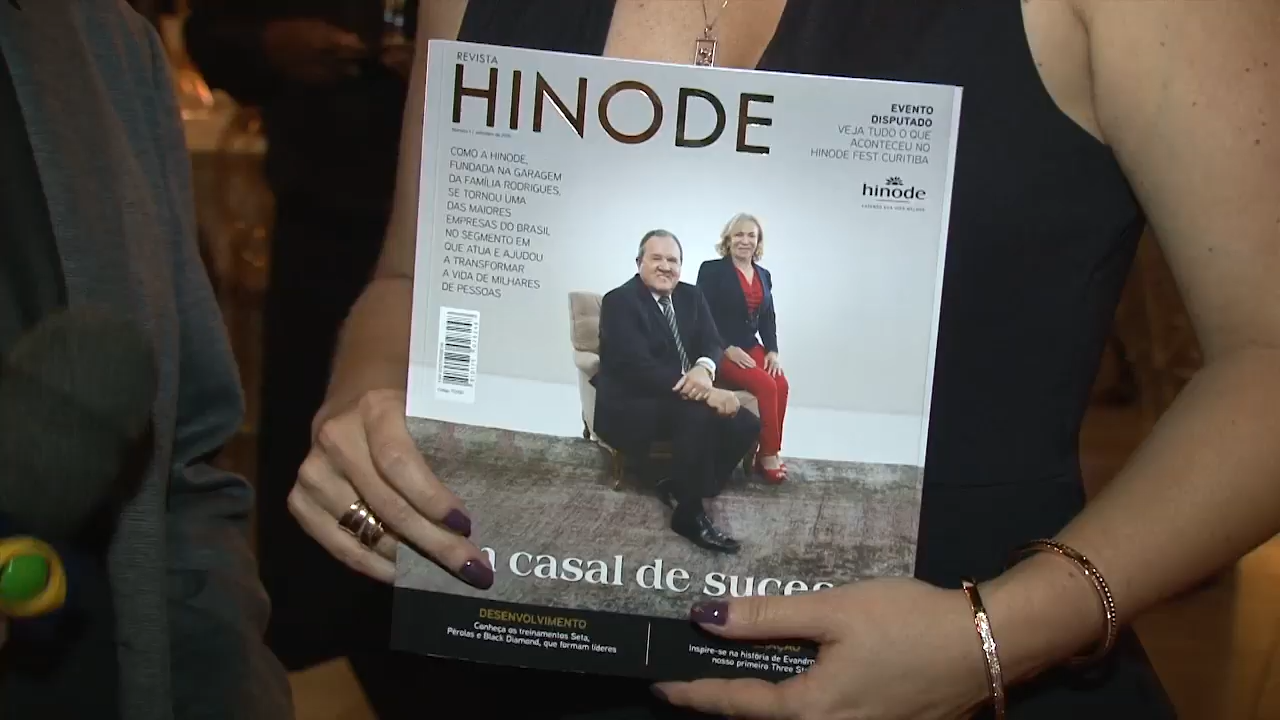 REVISTA
HINODE
EVENTO
DISPUTADO
VEJA TUDO O QUE
ACONTECEU NO
HINODE FEST CURITIBA
hinode
COMO A HINODE,
FUNDADA NA GARAGEM
DA FAMÍLIA RODRIGUES,
SE TORNOU UMA
DAS MAIORES
EMPRESAS DO BRASIL
NO SEGMENTO EM
QUE ATUA E AJUDOU
A TRANSFORMAR
A VIDA DE MILHARES
DE PESSOAS
casal de suces
DESENVOLVIMENTO
Conheça os treinamentos Seta,
Pérolas e Black Diamond, que formam líderes
Inspire-se na história de Evandro
nosso primeiro Three